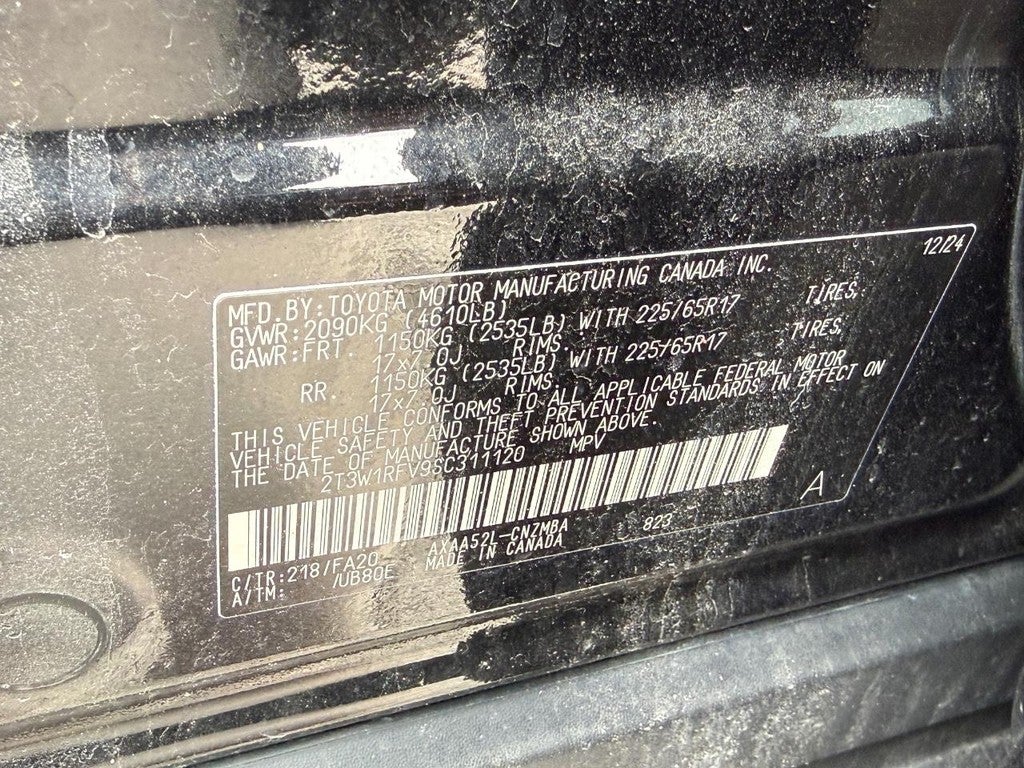 12/24
MFD.BY:TOYOTA MOTOR MANUFACTURING CANADA INC.
GVWR:2090KG (4610LB)
GAWR:FRT. 1150KG (2535LB) WITH 225/65R17 TIRES,
17x7.0J RIMS.
RR. 1150KG (2535LB) WITH 225/65R17 TIRES,
17x7.0J RIMS.
THIS VEHICLE CONFORMS TO ALL APPLICABLE FEDERAL MOTOR
VEHICLE SAFETY AND THEFT PREVENTION STANDARDS IN EFFECT ON
THE DATE OF MANUFACTURE SHOWN ABOVE.
2T3W1RFV9SC311120 MPV
A
C/TR:218/FA20 AXAA52L-CNZMBA 823
A/TM: /UB80E MADE IN CANADA